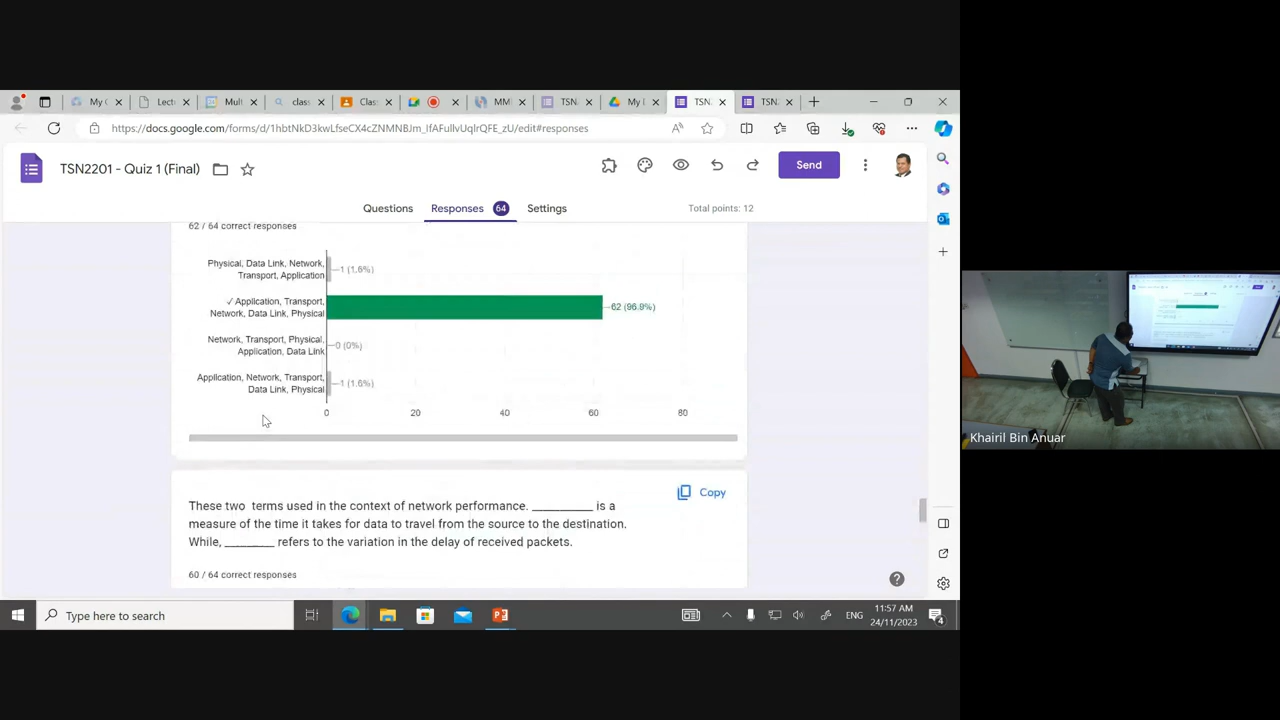 My C
Lect
Mult
clas
Clas
MM
TSN
My I
TSN
TSN
https://docs.google.com/forms/d/1hbtNkD3kwLfseCX4cZNMNBJm_IfAFullvUqlrQFE_zU/edit#responses
TSN2201 - Quiz 1 (Final)
Send
Questions
Responses 64
Settings
Total points: 12
62 / 64 correct responses
Physical, Data Link, Network,
Transport, Application
1 (1.6%)
✓ Application, Transport,
Network, Data Link, Physical
62 (96.9%)
Network, Transport, Physical,
Application, Data Link
0 (0%)
Application, Network, Transport,
Data Link, Physical
1 (1.6%)
0 20 40 60 80
Copy
These two terms used in the context of network performance. __________ is a
measure of the time it takes for data to travel from the source to the destination.
While, ________ refers to the variation in the delay of received packets.
60 / 64 correct responses
Type here to search
ENG
11:57 AM
24/11/2023
4
Khairil Bin Anuar